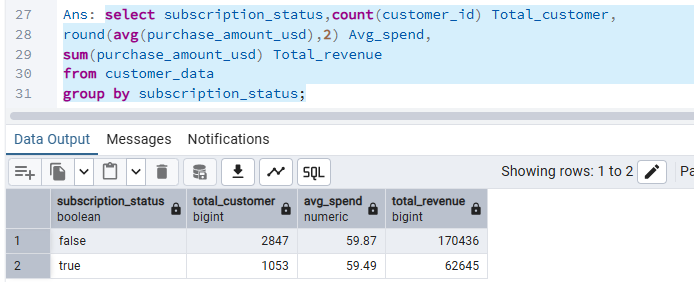 27 Ans: select subscription_status,count(customer_id) Total_customer,
28 round(avg(purchase_amount_usd),2) Avg_spend,
29 sum(purchase_amount_usd) Total_revenue
30 from customer_data
31 group by subscription_status;
Data Output Messages Notifications
SQL Showing rows: 1 to 2 Pa
subscription_status total_customer avg_spend total_revenue
boolean bigint numeric bigint
1 false 2847 59.87 170436
2 true 1053 59.49 62645